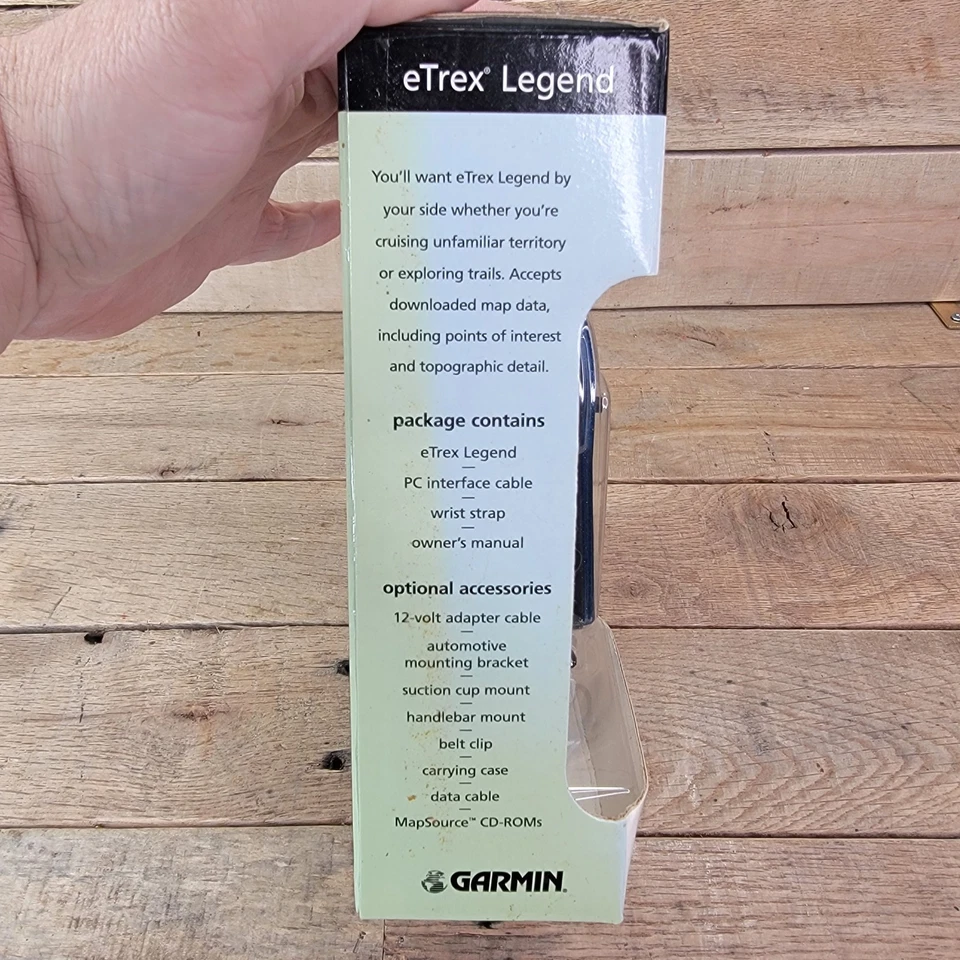 eTrex® Legend
You'll want eTrex Legend by
your side whether you're
cruising unfamiliar territory
or exploring trails. Accepts
downloaded map data,
including points of interest
and topographic detail.
package contains
eTrex Legend
—
PC interface cable
—
wrist strap
—
owner's manual
optional accessories
12-volt adapter cable
—
automotive
mounting bracket
—
suction cup mount
—
handlebar mount
—
belt clip
—
carrying case
—
data cable
—
MapSource™ CD-ROMs
GARMIN®